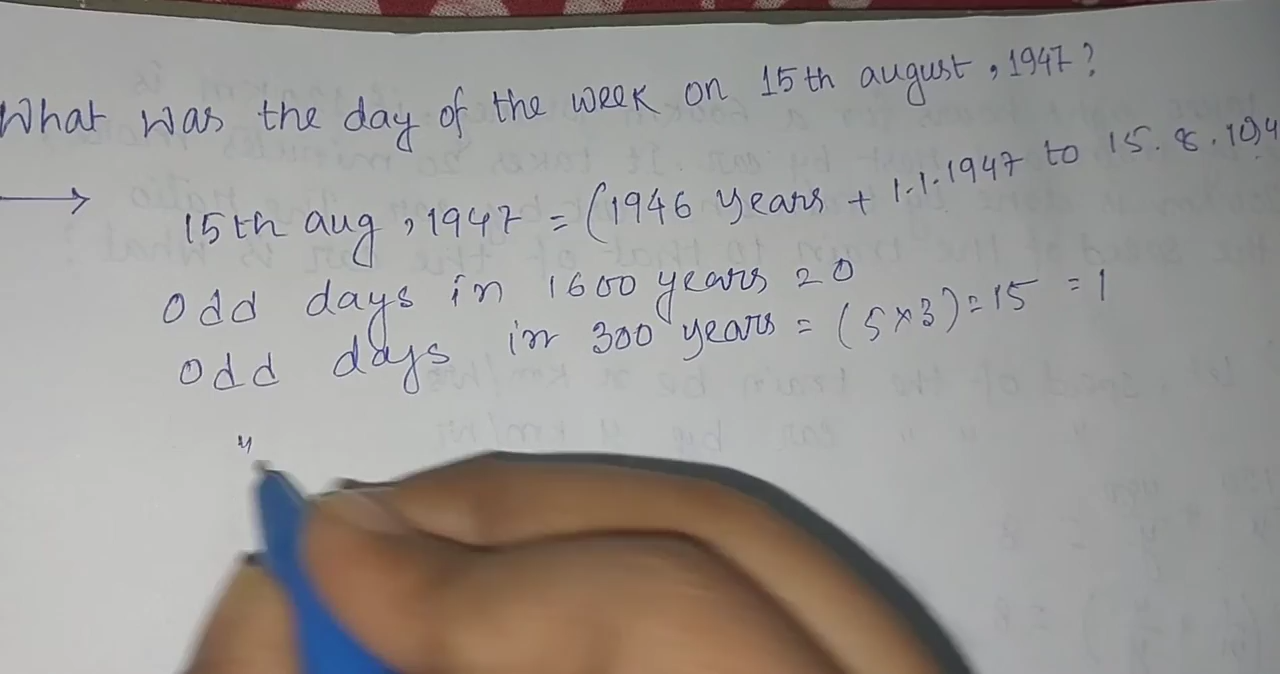 What was the day of the week on 15th august, 1947?
→ 15th aug, 1947 = (1946 years + 1.1.1947 to 15.8.194
Odd days in 1600 years = 0
Odd days in 300 years = (5×3) = 15 = 1
"